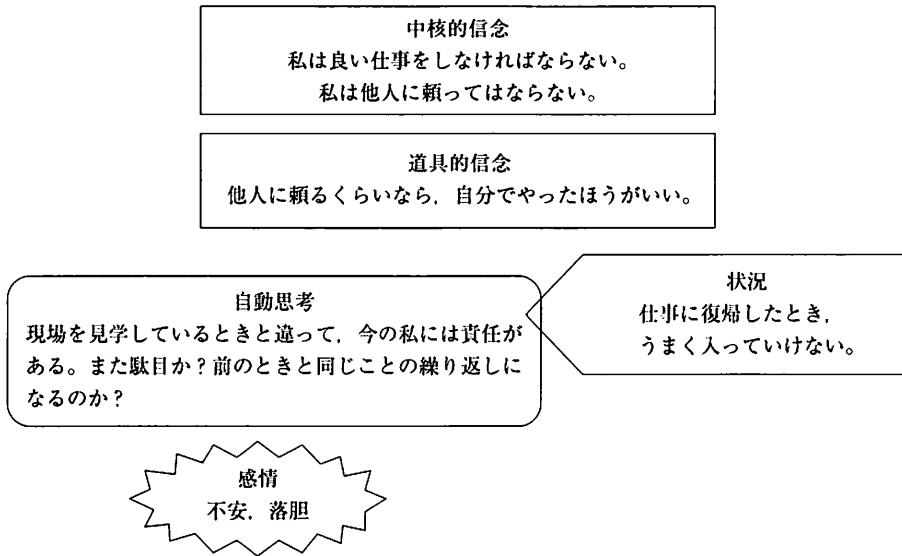 中核的信念
私は良い仕事をしなければならない。
私は他人に頼ってはならない。
道具的信念
他人に頼るくらいなら，自分でやったほうがいい。
自動思考
現場を見学しているときと違って，今の私には責任が
ある。また駄目か？前のときと同じことの繰り返しに
なるのか？
状況
仕事に復帰したとき，
うまく入っていけない。
感情
不安，落胆